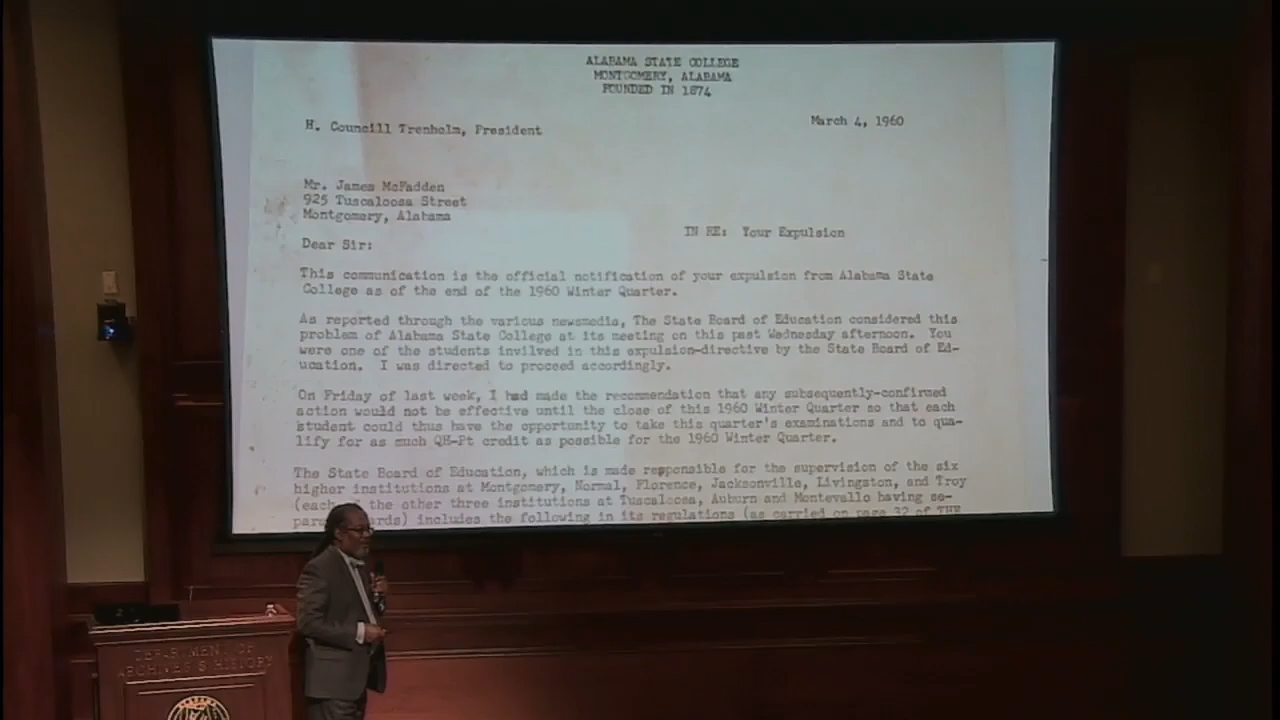 ALABAMA STATE COLLEGE
MONTGOMERY, ALABAMA
FOUNDED IN 1874
H. Councill Trenholm, President
March 4, 1960
Mr. James McFadden
925 Tuscaloosa Street
Montgomery, Alabama
IN RE: Your Expulsion
Dear Sir:
This communication is the official notification of your expulsion from Alabama State
College as of the end of the 1960 Winter Quarter.
As reported through the various newsmedia, The State Board of Education considered this
problem of Alabama State College at its meeting on this past Wednesday afternoon. You
were one of the students invilved in this expulsion-directive by the State Board of Ed-
ucation. I was directed to proceed accordingly.
On Friday of last week, I had made the recommendation that any subsequently-confirmed
action would not be effective until the close of this 1960 Winter Quarter so that each
student could thus have the opportunity to take this quarter's examinations and to qua-
lify for as much QH-Pt credit as possible for the 1960 Winter Quarter.
The State Board of Education, which is made responsible for the supervision of the six
higher institutions at Montgomery, Normal, Florence, Jacksonville, Livingston, and Troy
(each the other three institutions at Tuscaloosa, Auburn and Montevallo having se-
includes the following in its regulations (as carried on page 32 of THE
DEPARTMENT OF
ARCHIVES & HISTORY